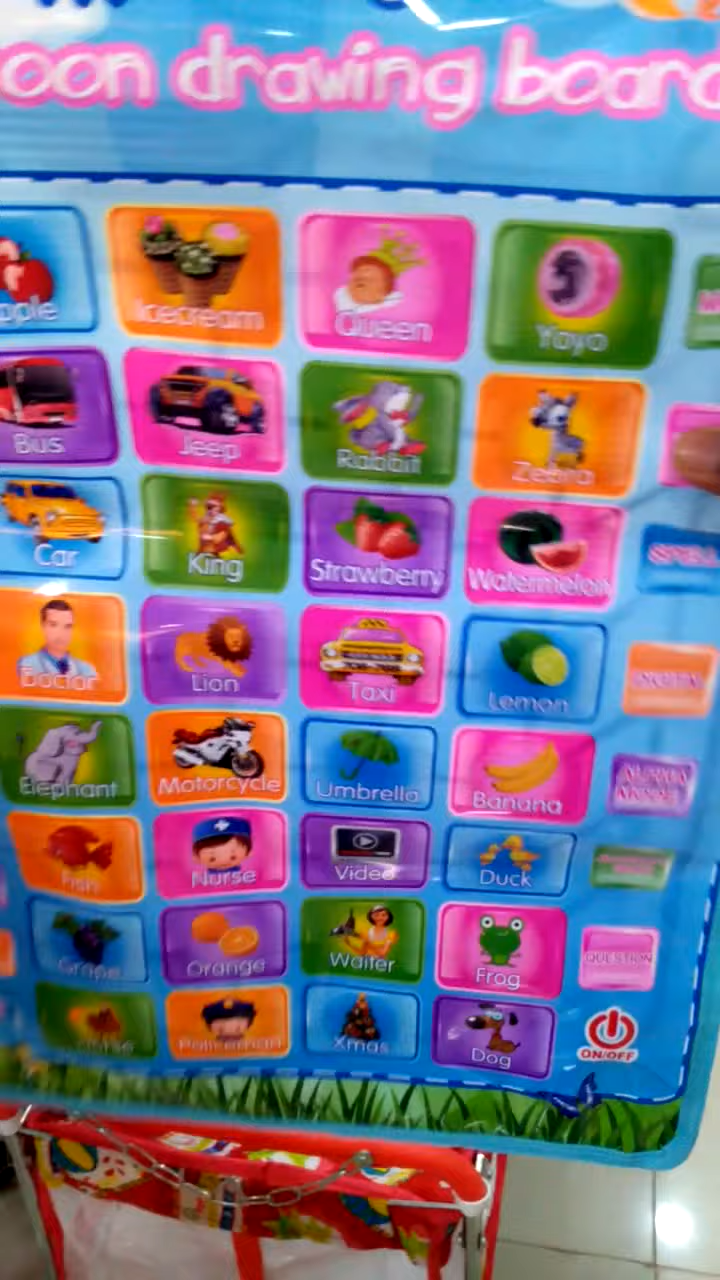 oon drawing board
pple Icecream Queen Yoyo
Bus Jeep Rabbit Zebra
Car King Strawberry Watermelon SPELL
Doctor Lion Taxi Lemon
Elephant Motorcycle Umbrella Banana
Fish Nurse Video Duck
Grape Orange Waiter Frog QUESTION
Policeman Xmas Dog ON/OFF